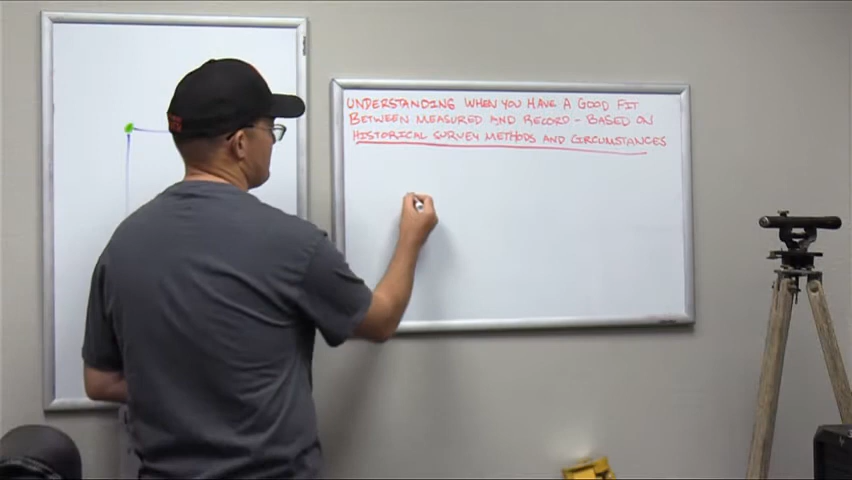 UNDERSTANDING WHEN YOU HAVE A GOOD FIT
BETWEEN MEASURED AND RECORD - BASED ON
HISTORICAL SURVEY METHODS AND CIRCUMSTANCES